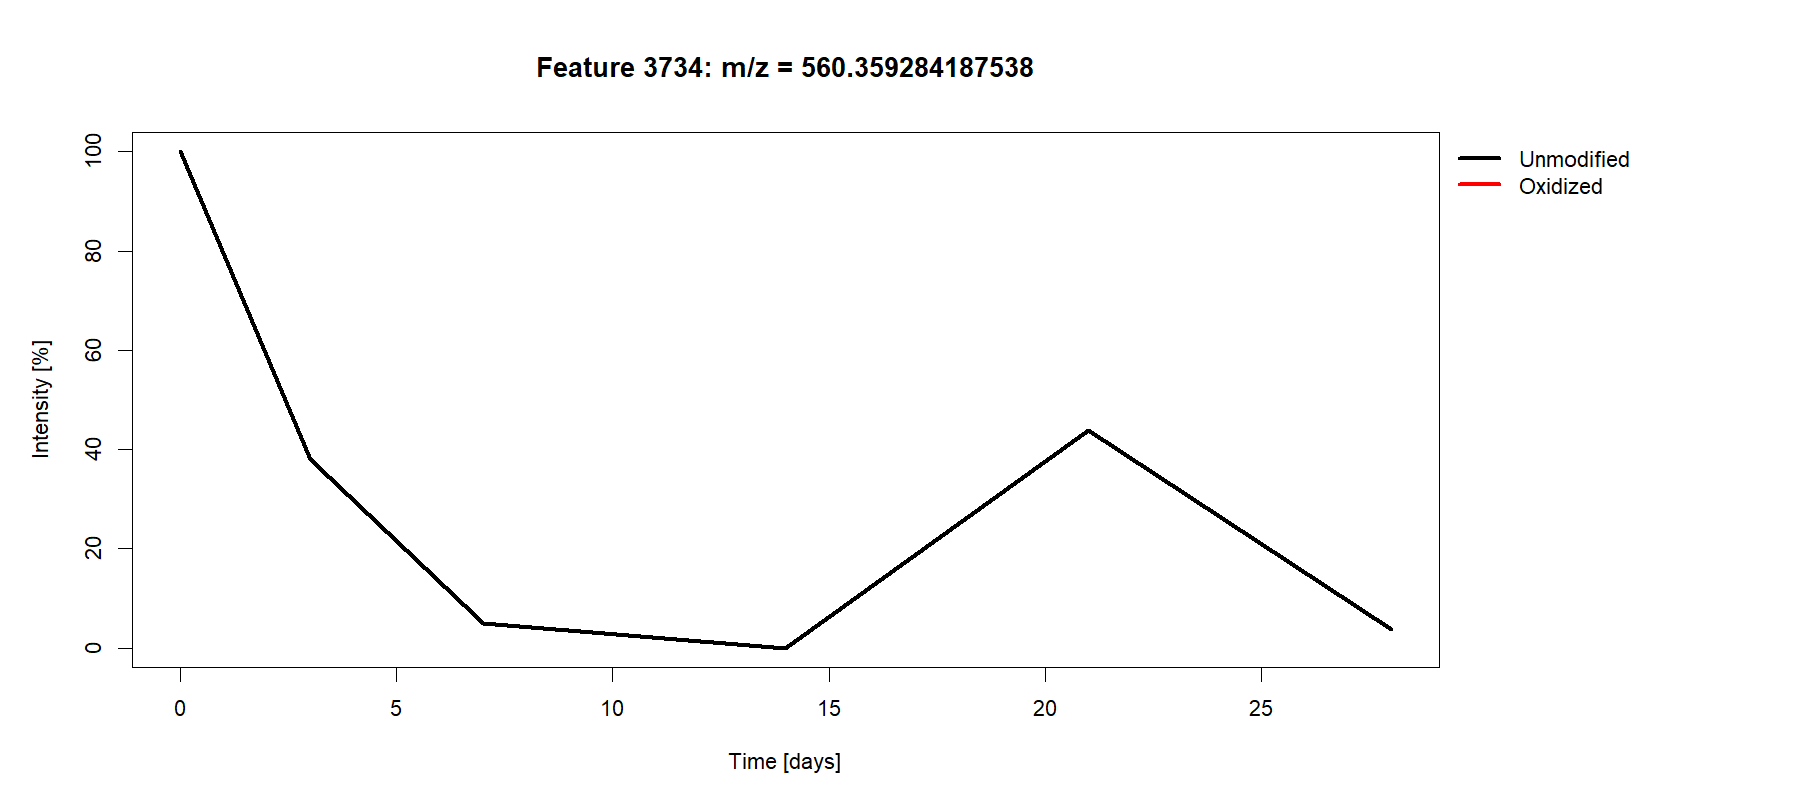 Feature 3734: m/z = 560.359284187538
Unmodified
Oxidized
Intensity [%]
100
80
60
40
20
0
0 5 10 15 20 25
Time [days]